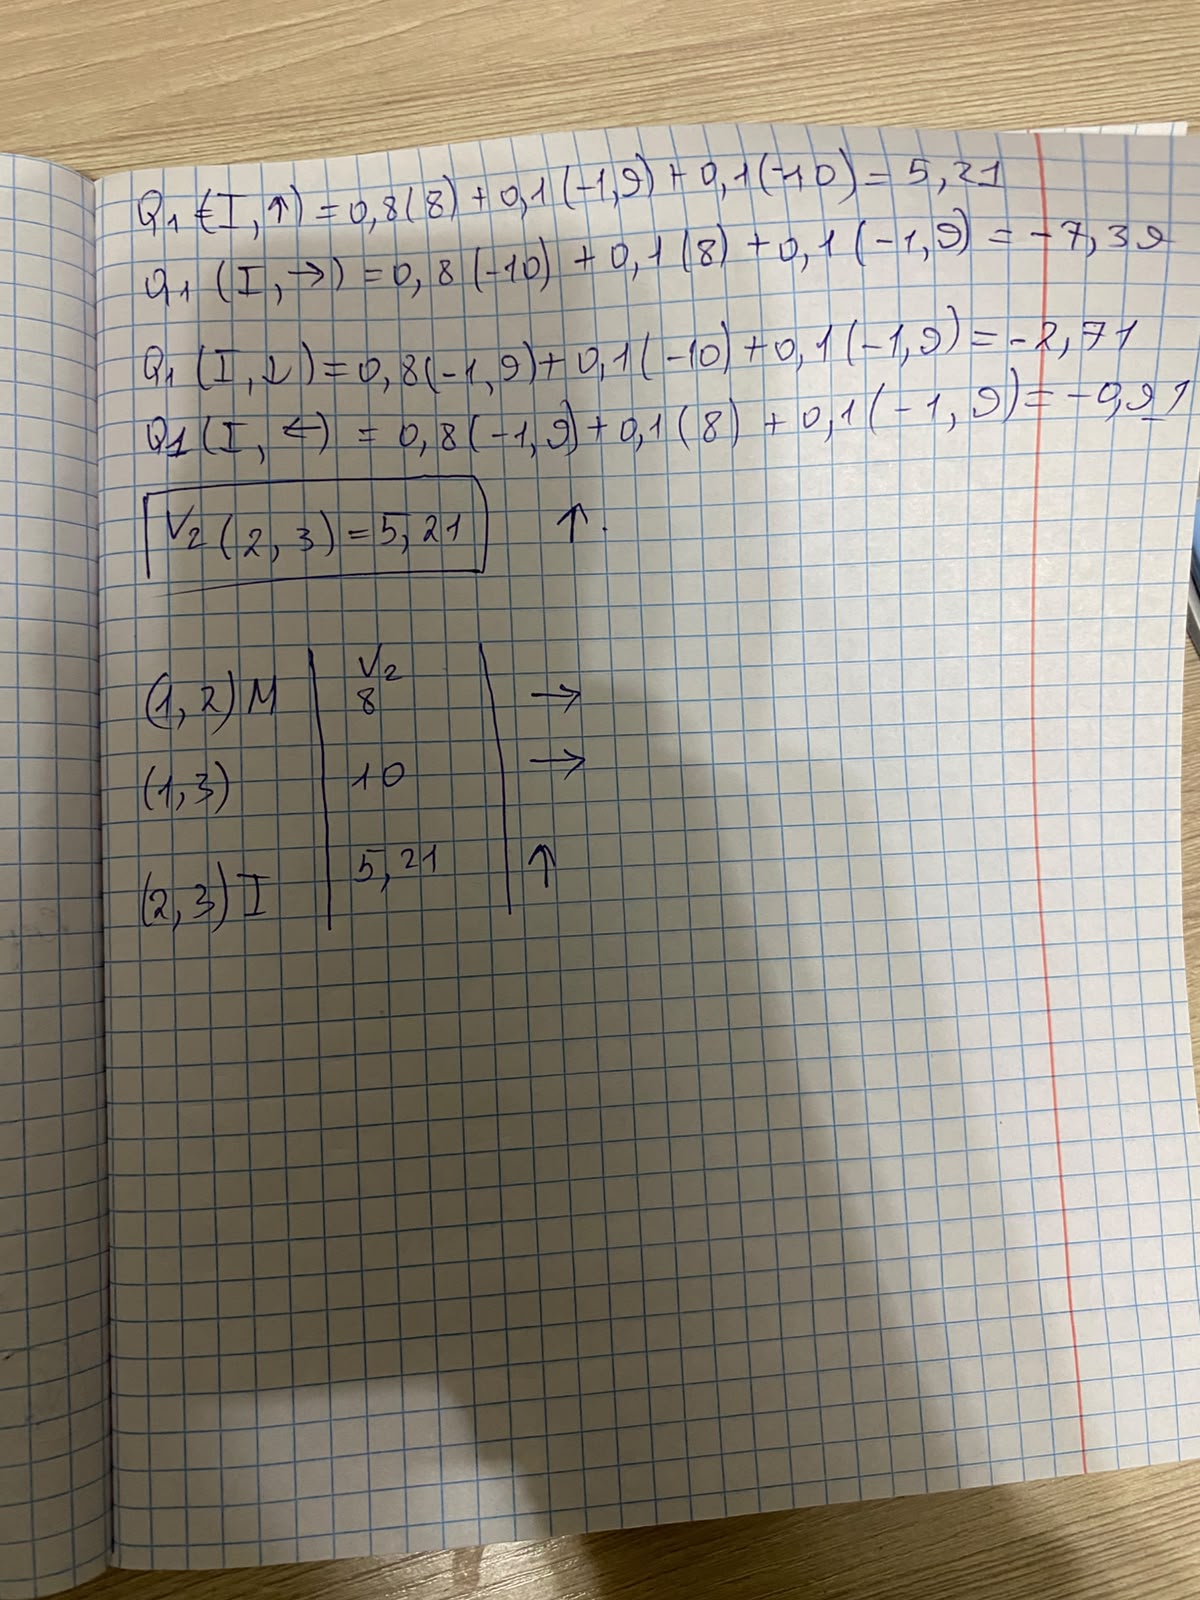 Q₁ (I, ↑) = 0,8(8) + 0,1(-1,9) + 0,1(-10) = 5,21
Q₁ (I, →) = 0,8(-10) + 0,1(8) + 0,1(-1,9) = -7,39
Q₁ (I, ↓) = 0,8(-1,9) + 0,1(-10) + 0,1(-1,9) = -2,71
Q1 (I, ←) = 0,8(-1,9) + 0,1(8) + 0,1(-1,9) = -0,91
V₂(2,3) = 5,21 ↑.
V₂
(1,2) M 8 →
(1,3) 10 →
(2,3) I 5,21 ↑